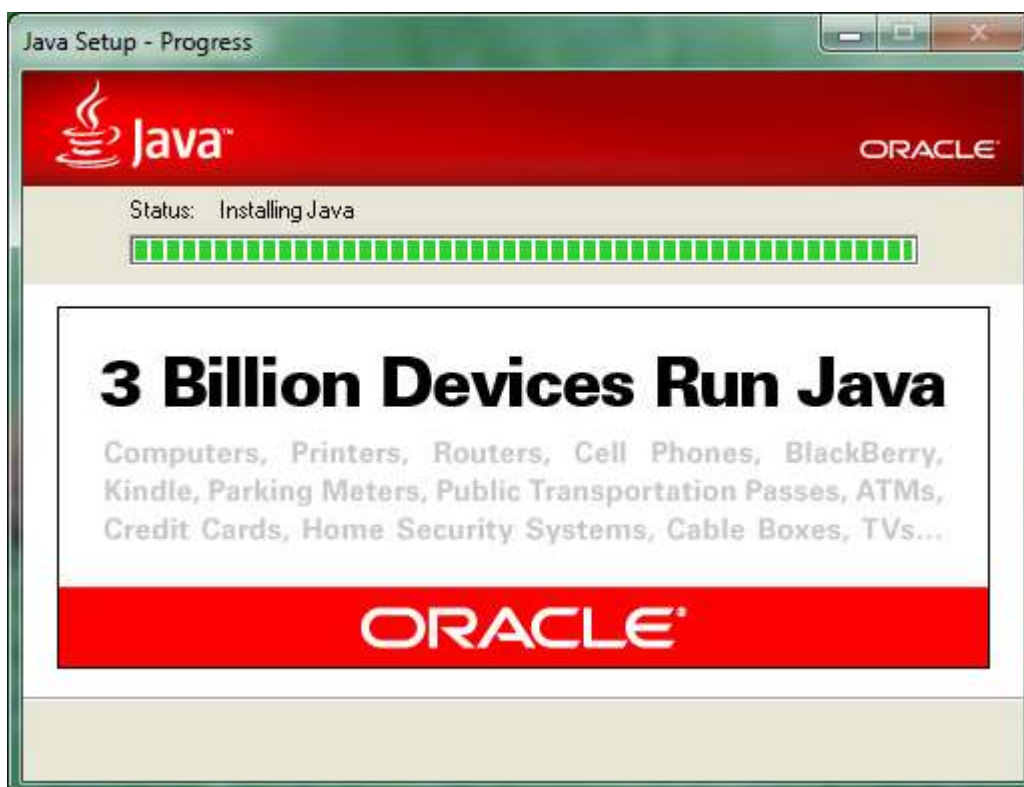 Java Setup - Progress
Java™
ORACLE®
Status: Installing Java
3 Billion Devices Run Java
Computers, Printers, Routers, Cell Phones, BlackBerry,
Kindle, Parking Meters, Public Transportation Passes, ATMs,
Credit Cards, Home Security Systems, Cable Boxes, TVs...
ORACLE®